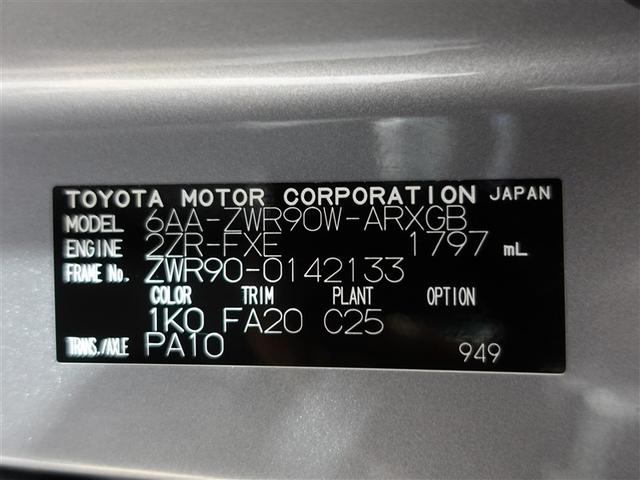 TOYOTA MOTOR CORPORATION JAPAN
MODEL 6AA-ZWR90W-ARXGB
ENGINE 2ZR-FXE 1797 mL
FRAME No. ZWR90-0142133
COLOR TRIM PLANT OPTION
1K0 FA20 C25
TRANS./AXLE PA10 949